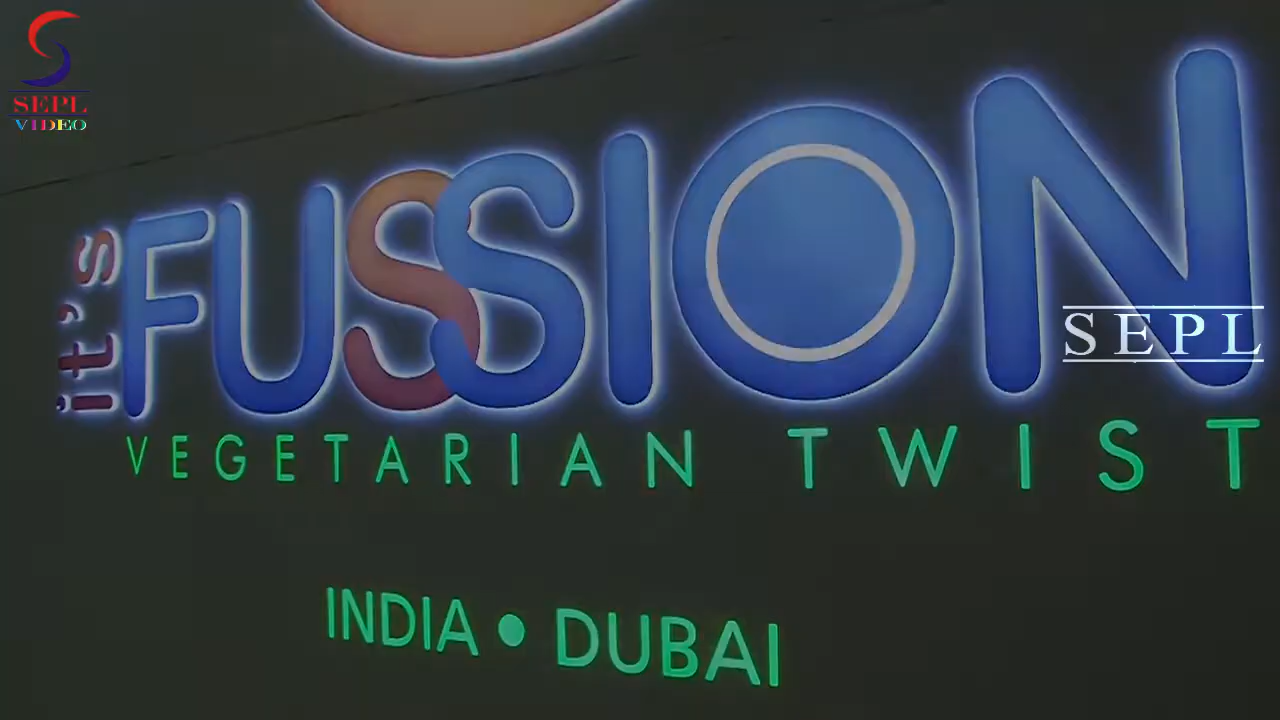 SEPL
VIDEO
it's FUSSION
SEPL
VEGETARIAN TWIST
INDIA • DUBAI